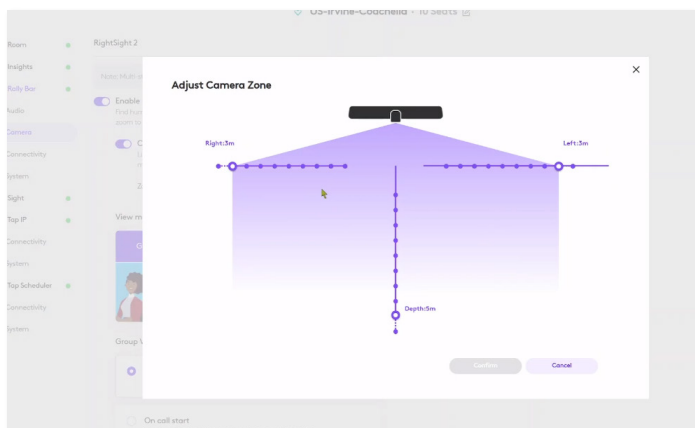 US-Irvine-Coachella - 10 Seats
Room
Insights
Rally Bar
Audio
Camera
Connectivity
System
Sight
Tap IP
Connectivity
System
Tap Scheduler
Connectivity
System
RightSight 2
Enable
View m
Group V
On call start
Adjust Camera Zone
Right:3m
Left:3m
Depth:5m
Confirm
Cancel